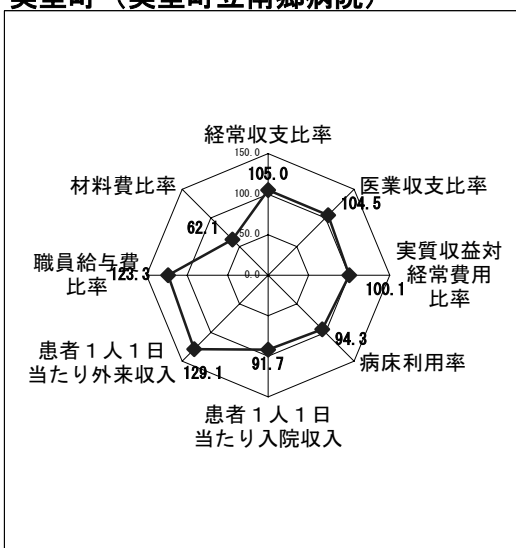 美里町（美里町立南郷病院）
経常収支比率
150.0
105.0
100.0
50.0
0.0
医業収支比率
104.5
実質収益対
経常費用
比率
100.1
病床利用率
94.3
患者１人１日
当たり入院収入
91.7
患者１人１日
当たり外来収入
129.1
職員給与費
比率
123.3
材料費比率
62.1